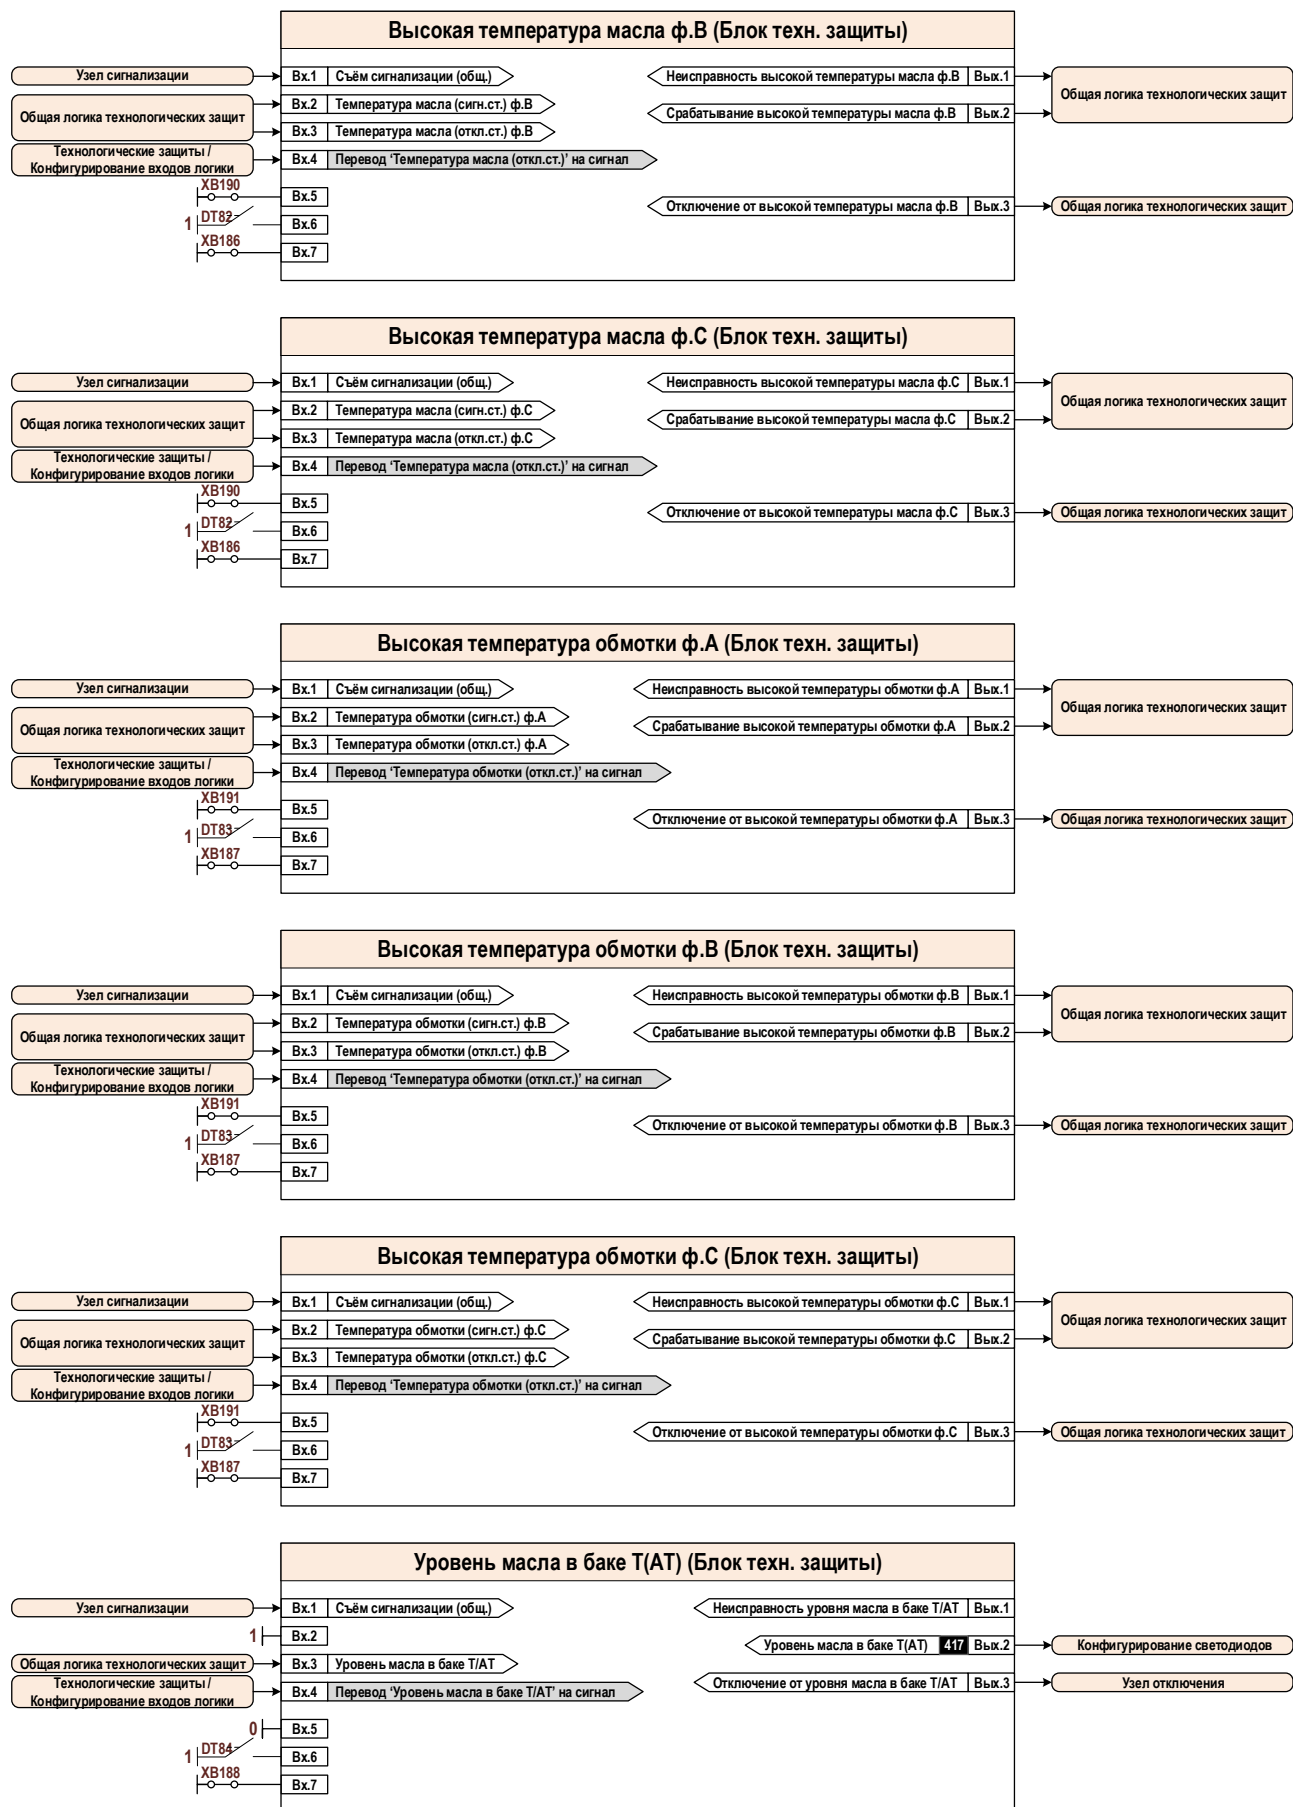 Высокая температура масла ф.В (Блок техн. защиты)
Узел сигнализации
Вх.1 Съём сигнализации (общ.)
Неисправность высокой температуры масла ф.В Вых.1
Общая логика технологических защит
Общая логика технологических защит
Вх.2 Температура масла (сигн.ст.) ф.В
Срабатывание высокой температуры масла ф.В Вых.2
Вх.3 Температура масла (откл.ст.) ф.В
Технологические защиты /
Конфигурирование входов логики
Вх.4 Перевод ‘Температура масла (откл.ст.)’ на сигнал
XB190
Вх.5
Отключение от высокой температуры масла ф.В Вых.3
Общая логика технологических защит
1 DT82
Вх.6
XB186
Вх.7
Высокая температура масла ф.С (Блок техн. защиты)
Узел сигнализации
Вх.1 Съём сигнализации (общ.)
Неисправность высокой температуры масла ф.С Вых.1
Общая логика технологических защит
Общая логика технологических защит
Вх.2 Температура масла (сигн.ст.) ф.С
Срабатывание высокой температуры масла ф.С Вых.2
Вх.3 Температура масла (откл.ст.) ф.С
Технологические защиты /
Конфигурирование входов логики
Вх.4 Перевод ‘Температура масла (откл.ст.)’ на сигнал
XB190
Вх.5
Отключение от высокой температуры масла ф.С Вых.3
Общая логика технологических защит
1 DT82
Вх.6
XB186
Вх.7
Высокая температура обмотки ф.А (Блок техн. защиты)
Узел сигнализации
Вх.1 Съём сигнализации (общ.)
Неисправность высокой температуры обмотки ф.А Вых.1
Общая логика технологических защит
Общая логика технологических защит
Вх.2 Температура обмотки (сигн.ст.) ф.А
Срабатывание высокой температуры обмотки ф.А Вых.2
Вх.3 Температура обмотки (откл.ст.) ф.А
Технологические защиты /
Конфигурирование входов логики
Вх.4 Перевод ‘Температура обмотки (откл.ст.)’ на сигнал
XB191
Вх.5
Отключение от высокой температуры обмотки ф.А Вых.3
Общая логика технологических защит
1 DT83
Вх.6
XB187
Вх.7
Высокая температура обмотки ф.В (Блок техн. защиты)
Узел сигнализации
Вх.1 Съём сигнализации (общ.)
Неисправность высокой температуры обмотки ф.В Вых.1
Общая логика технологических защит
Общая логика технологических защит
Вх.2 Температура обмотки (сигн.ст.) ф.В
Срабатывание высокой температуры обмотки ф.В Вых.2
Вх.3 Температура обмотки (откл.ст.) ф.В
Технологические защиты /
Конфигурирование входов логики
Вх.4 Перевод ‘Температура обмотки (откл.ст.)’ на сигнал
XB191
Вх.5
Отключение от высокой температуры обмотки ф.В Вых.3
Общая логика технологических защит
1 DT83
Вх.6
XB187
Вх.7
Высокая температура обмотки ф.С (Блок техн. защиты)
Узел сигнализации
Вх.1 Съём сигнализации (общ.)
Неисправность высокой температуры обмотки ф.С Вых.1
Общая логика технологических защит
Общая логика технологических защит
Вх.2 Температура обмотки (сигн.ст.) ф.С
Срабатывание высокой температуры обмотки ф.С Вых.2
Вх.3 Температура обмотки (откл.ст.) ф.С
Технологические защиты /
Конфигурирование входов логики
Вх.4 Перевод ‘Температура обмотки (откл.ст.)’ на сигнал
XB191
Вх.5
Отключение от высокой температуры обмотки ф.С Вых.3
Общая логика технологических защит
1 DT83
Вх.6
XB187
Вх.7
Уровень масла в баке Т(АТ) (Блок техн. защиты)
Узел сигнализации
Вх.1 Съём сигнализации (общ.)
Неисправность уровня масла в баке Т/АТ Вых.1
1
Вх.2
Уровень масла в баке Т(АТ) 417 Вых.2
Конфигурирование светодиодов
Общая логика технологических защит
Вх.3 Уровень масла в баке Т/АТ
Отключение от уровня масла в баке Т/АТ Вых.3
Узел отключения
Технологические защиты /
Конфигурирование входов логики
Вх.4 Перевод ‘Уровень масла в баке Т/АТ’ на сигнал
0
Вх.5
1 DT84
Вх.6
XB188
Вх.7